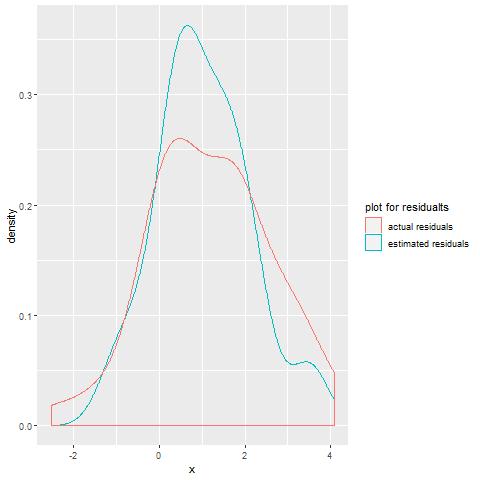 0.3
0.2
0.1
0.0
density
-2
0
2
4
x
plot for residualts
actual residuals
estimated residuals